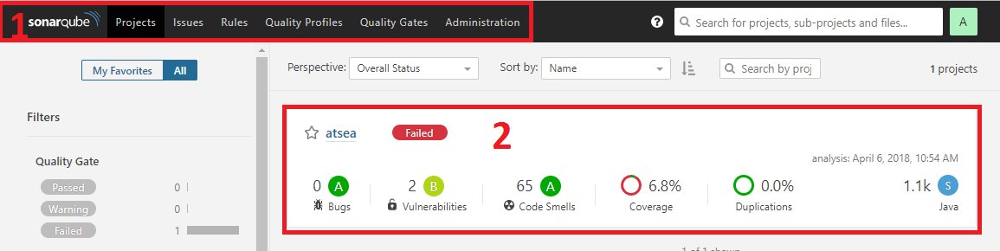 1 sonarqube Projects Issues Rules Quality Profiles Quality Gates Administration ? Search for projects, sub-projects and files... A
My Favorites All Perspective: Overall Status Sort by: Name Search by proj 1 projects
Filters
atsea Failed 2
analysis: April 6, 2018, 10:54 AM
Quality Gate
Passed 0
Warning 0
Failed 1
0 A 2 B 65 A 6.8% 0.0% 1.1k S
Bugs Vulnerabilities Code Smells Coverage Duplications Java
1 of 1 shown